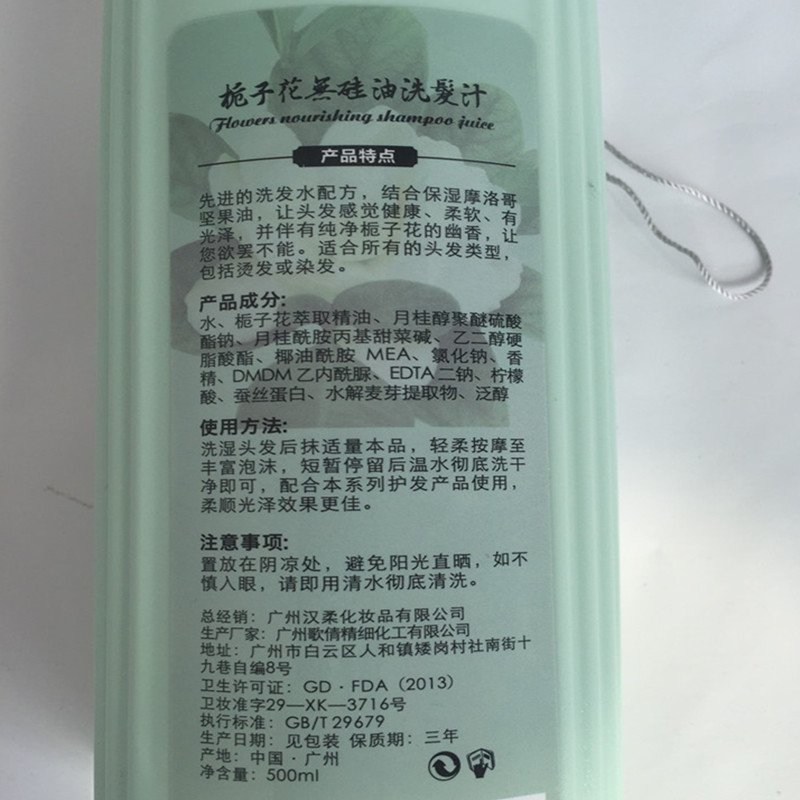 栀子花無硅油洗髮汁
Flowers nourishing shampoo juice
产品特点
先进的洗发水配方，结合保湿摩洛哥
坚果油，让头发感觉健康、柔软、有
光泽，并伴有纯净栀子花的幽香，让
您欲罢不能。适合所有的头发类型，
包括烫发或染发。
产品成分:
水、栀子花萃取精油、月桂醇聚醚硫酸
酯钠、月桂酰胺丙基甜菜碱、乙二醇硬
脂酸酯、椰油酰胺 MEA、氯化钠、香
精、DMDM 乙内酰脲、EDTA 二钠、柠檬
酸、蚕丝蛋白、水解麦芽提取物、泛醇
使用方法:
洗湿头发后抹适量本品，轻柔按摩至
丰富泡沫，短暂停留后温水彻底洗干
净即可，配合本系列护发产品使用，
柔顺光泽效果更佳。
注意事项:
置放在阴凉处，避免阳光直晒，如不
慎入眼，请即用清水彻底清洗。
总经销：广州汉柔化妆品有限公司
生产厂家：广州歌倩精细化工有限公司
地址：广州市白云区人和镇矮岗村社南街十
九巷自编8号
卫生许可证：GD·FDA（2013）
卫妆准字29—XK—3716号
执行标准：GB/T 29679
生产日期：见包装 保质期：三年
产地：中国·广州
净含量：500ml